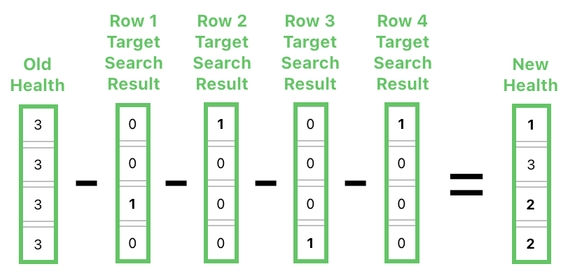 Old
Health
Row 1
Target
Search
Result
Row 2
Target
Search
Result
Row 3
Target
Search
Result
Row 4
Target
Search
Result
New
Health
3 0 1 0 1 1
3 0 0 0 0 3
3 1 0 0 0 2
3 0 0 1 0 2
− − − − =